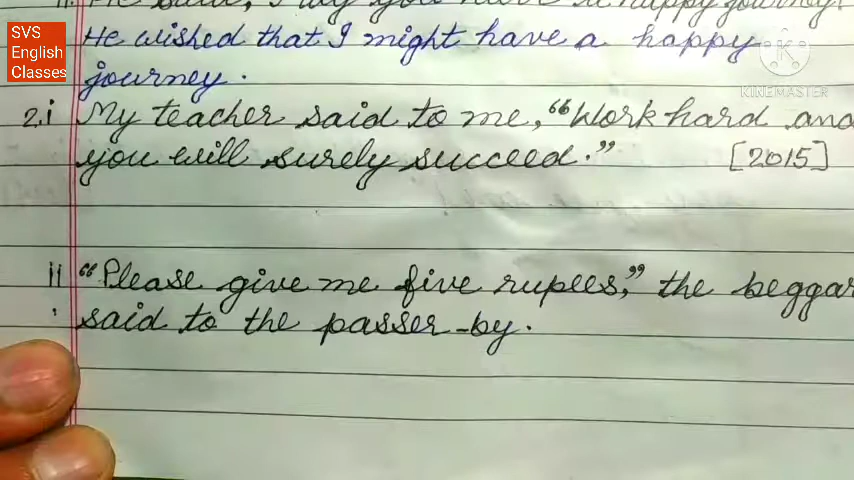 He said, I
SVS
English
Classes
He wished that I might have a happy
journey.
KINEMASTER
2.i My teacher said to me, "Work hard and
you will surely succeed." [2015]
ii "Please give me five rupees," the beggar
said to the passer-by.